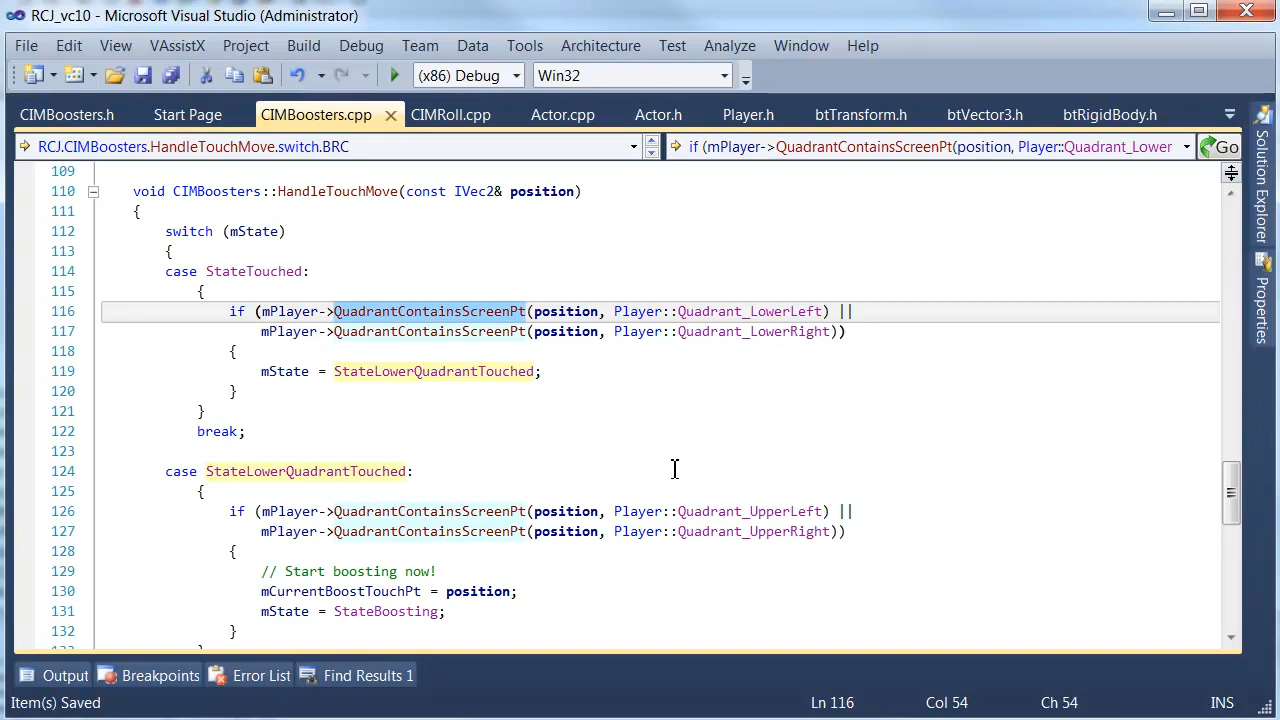 RCJ_vc10 - Microsoft Visual Studio (Administrator)
File Edit View VAssistX Project Build Debug Team Data Tools Architecture Test Analyze Window Help
(x86) Debug Win32
CIMBoosters.h Start Page CIMBoosters.cpp CIMRoll.cpp Actor.cpp Actor.h Player.h btTransform.h btVector3.h btRigidBody.h
RCJ.CIMBoosters.HandleTouchMove.switch.BRC if (mPlayer->QuadrantContainsScreenPt(position, Player::Quadrant_Lower Go
109
110 void CIMBoosters::HandleTouchMove(const IVec2& position)
111 {
112 switch (mState)
113 {
114 case StateTouched:
115 {
116 if (mPlayer->QuadrantContainsScreenPt(position, Player::Quadrant_LowerLeft) ||
117 mPlayer->QuadrantContainsScreenPt(position, Player::Quadrant_LowerRight))
118 {
119 mState = StateLowerQuadrantTouched;
120 }
121 }
122 break;
123
124 case StateLowerQuadrantTouched:
125 {
126 if (mPlayer->QuadrantContainsScreenPt(position, Player::Quadrant_UpperLeft) ||
127 mPlayer->QuadrantContainsScreenPt(position, Player::Quadrant_UpperRight))
128 {
129 // Start boosting now!
130 mCurrentBoostTouchPt = position;
131 mState = StateBoosting;
132 }
133 }
Solution Explorer
Properties
Output Breakpoints Error List Find Results 1
Item(s) Saved Ln 116 Col 54 Ch 54 INS